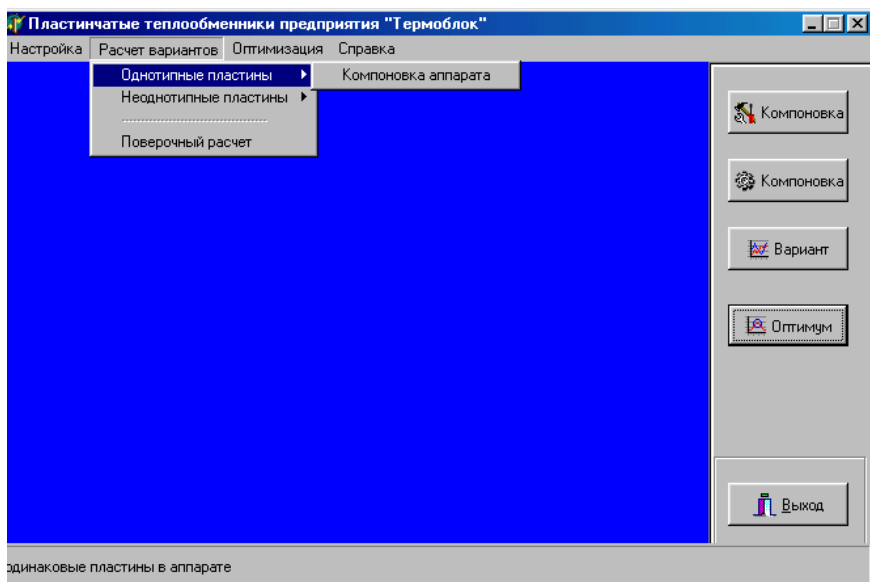 Пластинчатые теплообменники предприятия "Термоблок"
Настройка Расчет вариантов Оптимизация Справка
Однотипные пластины Компоновка аппарата
Неоднотипные пластины
Поверочный расчет
Компоновка
Компоновка
Вариант
Оптимум
Выход
одинаковые пластины в аппарате